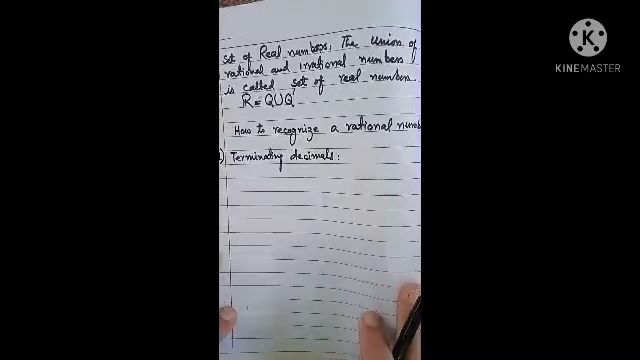 Set of Real numbers: The union of
rational and irrational numbers
is called set of real numbers.
R = QUQ'
How to recognize a rational numb
Terminating decimals:
KINEMASTER